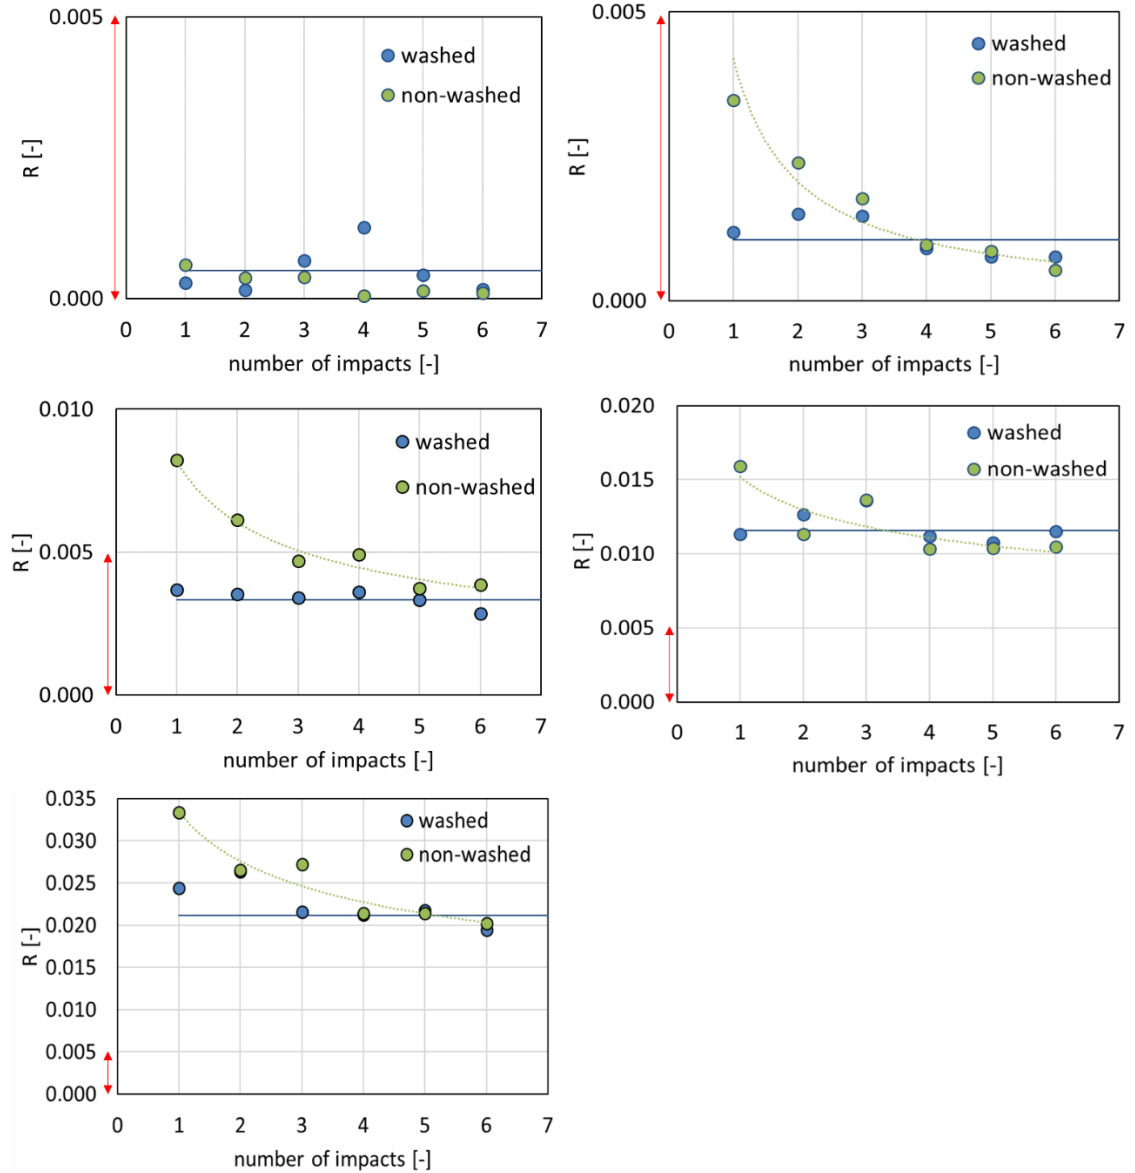 0.005
washed
non-washed
R [-]
0.000
0 1 2 3 4 5 6 7
number of impacts [-]
0.005
washed
non-washed
R [-]
0.000
0 1 2 3 4 5 6 7
number of impacts [-]
0.010
washed
non-washed
0.005
R [-]
0.000
0 1 2 3 4 5 6 7
number of impacts [-]
0.020
washed
non-washed
0.015
R [-]
0.010
0.005
0.000
0 1 2 3 4 5 6 7
number of impacts [-]
0.035
washed
0.030
non-washed
0.025
0.020
R [-]
0.015
0.010
0.005
0.000
0 1 2 3 4 5 6 7
number of impacts [-]